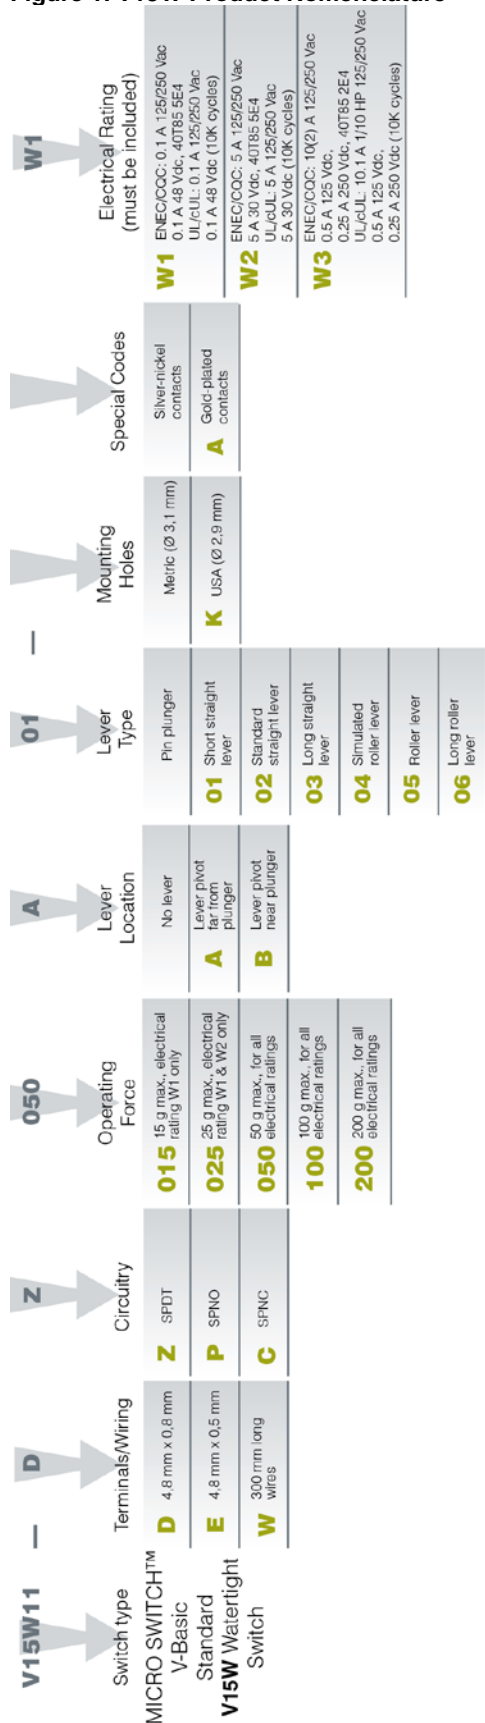 Figure 1. V15W Product Nomenclature
V15W11 — D Z 050 A 01 — W1
Switch type
MICRO SWITCH™
V-Basic
Standard
V15W Watertight
Switch
Terminals/Wiring
D 4,8 mm x 0,8 mm
E 4,8 mm x 0,5 mm
W 300 mm long
wires
Circuitry
Z SPDT
P SPNO
C SPNC
Operating
Force
015 15 g max., electrical
rating W1 only
025 25 g max., electrical
rating W1 & W2 only
050 50 g max., for all
electrical ratings
100 100 g max., for all
electrical ratings
200 200 g max., for all
electrical ratings
Lever
Location
No lever
A Lever pivot
far from
plunger
B Lever pivot
near plunger
Lever
Type
Pin plunger
01 Short straight
lever
02 Standard
straight lever
03 Long straight
lever
04 Simulated
roller lever
05 Roller lever
06 Long roller
lever
Mounting
Holes
Metric (Ø 3,1 mm)
K USA (Ø 2,9 mm)
Special Codes
Silver-nickel
contacts
A Gold-plated
contacts
Electrical Rating
(must be included)
W1 ENEC/CQC: 0.1 A 125/250 Vac
0.1 A 48 Vdc, 40T85 5E4
UL/cUL: 0.1 A 125/250 Vac
0.1 A 48 Vdc (10K cycles)
W2 ENEC/CQC: 5 A 125/250 Vac
5 A 30 Vdc, 40T85 5E4
UL/cUL: 5 A 125/250 Vac
5 A 30 Vdc (10K cycles)
W3 ENEC/CQC: 10(2) A 125/250 Vac
0.5 A 125 Vdc,
0.25 A 250 Vdc, 40T85 2E4
UL/cUL: 10.1 A 1/10 HP 125/250 Vac
0.5 A 125 Vdc,
0.25 A 250 Vdc (10K cycles)